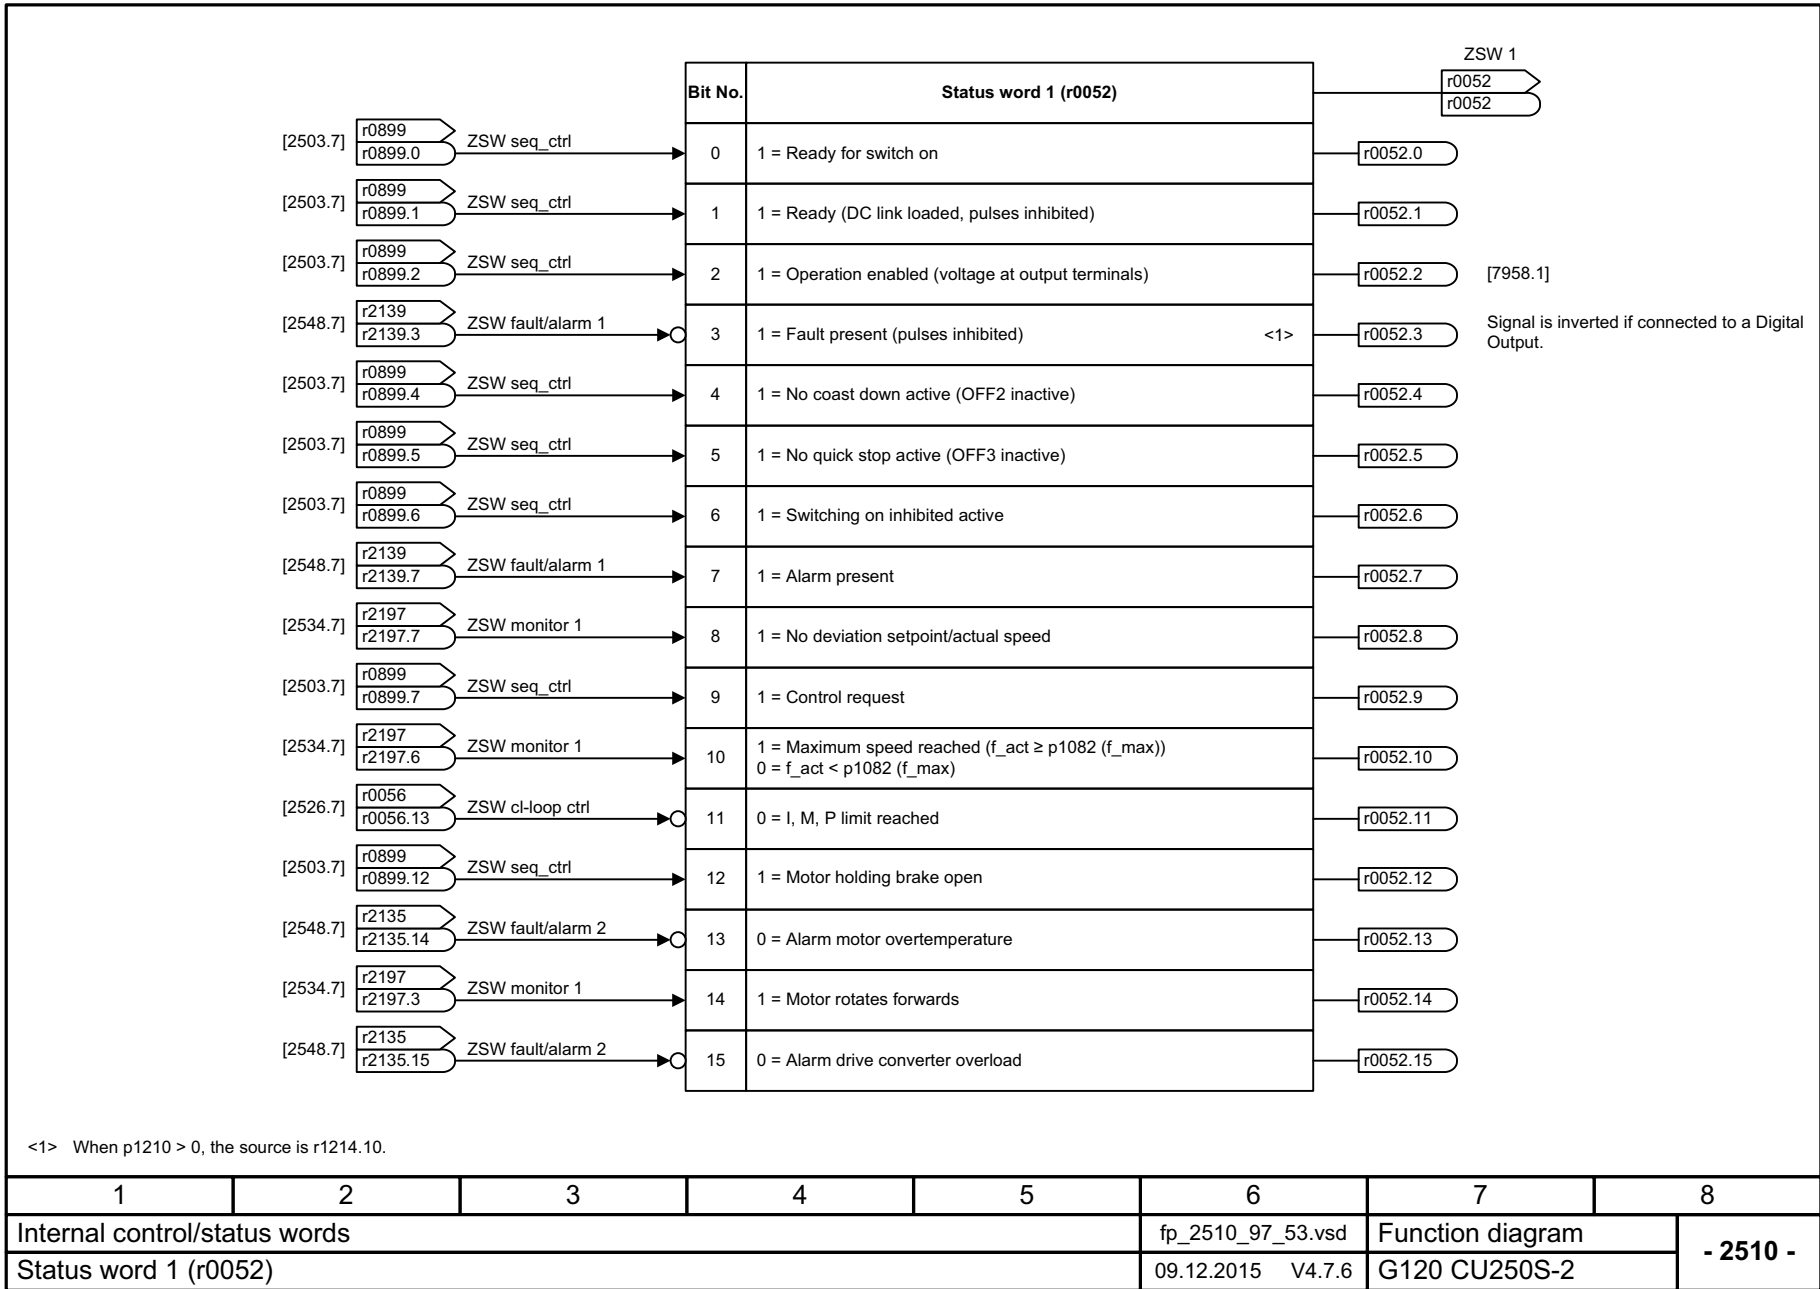 ZSW 1
Bit No. Status word 1 (r0052) r0052
r0052
[2503.7] r0899 ZSW seq_ctrl
r0899.0 0 1 = Ready for switch on r0052.0
[2503.7] r0899 ZSW seq_ctrl
r0899.1 1 1 = Ready (DC link loaded, pulses inhibited) r0052.1
[2503.7] r0899 ZSW seq_ctrl
r0899.2 2 1 = Operation enabled (voltage at output terminals) r0052.2 [7958.1]
[2548.7] r2139 ZSW fault/alarm 1
r2139.3 3 1 = Fault present (pulses inhibited) <1> r0052.3 Signal is inverted if connected to a Digital
Output.
[2503.7] r0899 ZSW seq_ctrl
r0899.4 4 1 = No coast down active (OFF2 inactive) r0052.4
[2503.7] r0899 ZSW seq_ctrl
r0899.5 5 1 = No quick stop active (OFF3 inactive) r0052.5
[2503.7] r0899 ZSW seq_ctrl
r0899.6 6 1 = Switching on inhibited active r0052.6
[2548.7] r2139 ZSW fault/alarm 1
r2139.7 7 1 = Alarm present r0052.7
[2534.7] r2197 ZSW monitor 1
r2197.7 8 1 = No deviation setpoint/actual speed r0052.8
[2503.7] r0899 ZSW seq_ctrl
r0899.7 9 1 = Control request r0052.9
[2534.7] r2197 ZSW monitor 1
r2197.6 10 1 = Maximum speed reached (f_act ≥ p1082 (f_max))
0 = f_act < p1082 (f_max) r0052.10
[2526.7] r0056 ZSW cl-loop ctrl
r0056.13 11 0 = I, M, P limit reached r0052.11
[2503.7] r0899 ZSW seq_ctrl
r0899.12 12 1 = Motor holding brake open r0052.12
[2548.7] r2135 ZSW fault/alarm 2
r2135.14 13 0 = Alarm motor overtemperature r0052.13
[2534.7] r2197 ZSW monitor 1
r2197.3 14 1 = Motor rotates forwards r0052.14
[2548.7] r2135 ZSW fault/alarm 2
r2135.15 15 0 = Alarm drive converter overload r0052.15
<1> When p1210 > 0, the source is r1214.10.
1 2 3 4 5 6 7 8
Internal control/status words fp_2510_97_53.vsd Function diagram - 2510 -
Status word 1 (r0052) 09.12.2015 V4.7.6 G120 CU250S-2